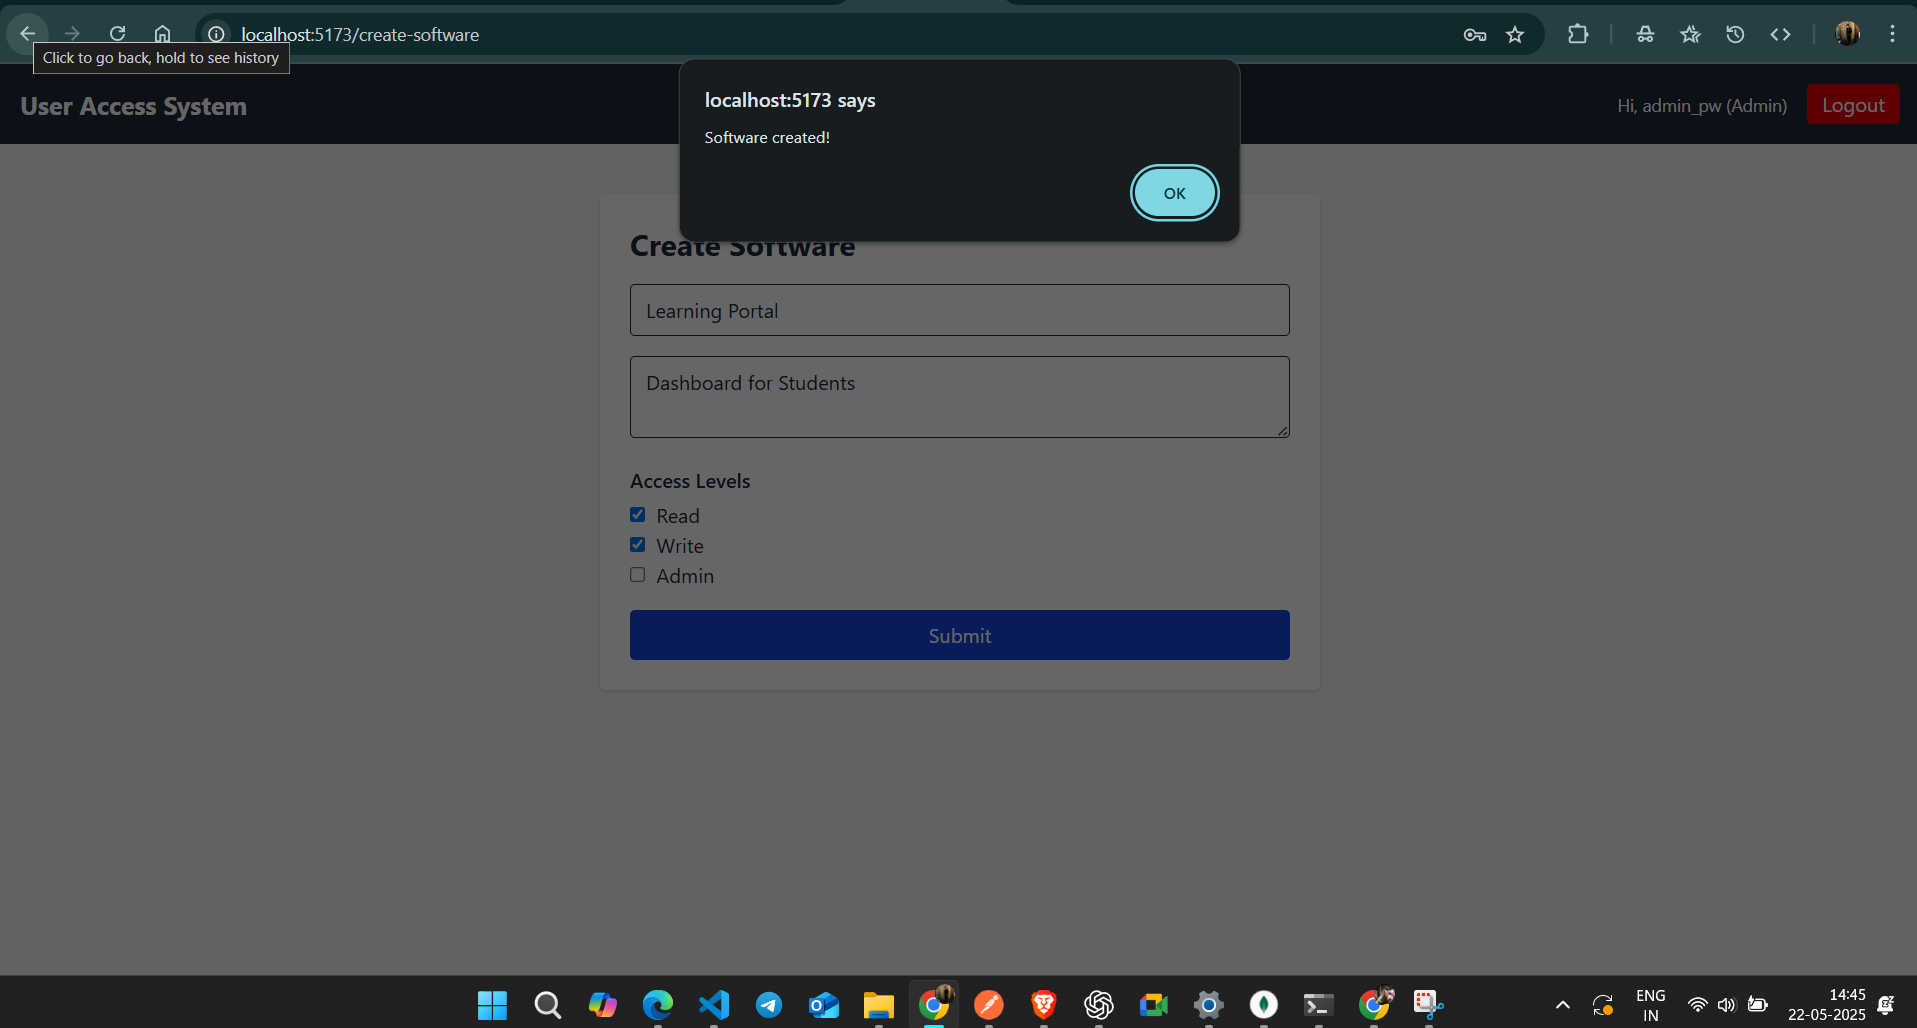 localhost:5173/create-software
Click to go back, hold to see history
User Access System
Hi, admin_pw (Admin)
Logout
localhost:5173 says
Software created!
OK
Create Software
Learning Portal
Dashboard for Students
Access Levels
Read
Write
Admin
Submit
ENG
IN
14:45
22-05-2025